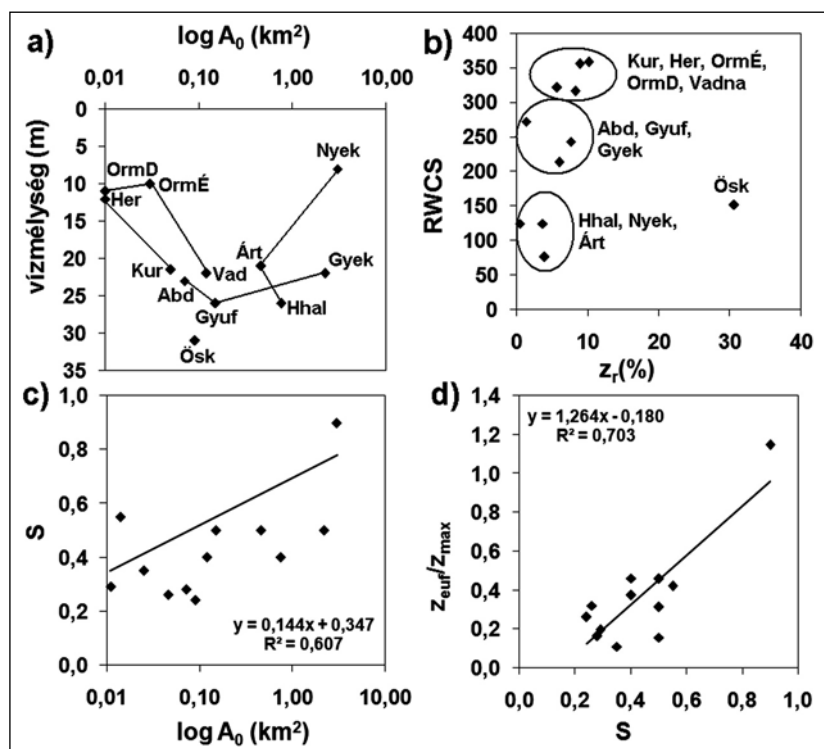 a)
log A₀ (km²)
0,01 0,10 1,00 10,00
vízmélység (m)
0
5
10
15
20
25
30
35
OrmD
Her
OrmÉ
Nyek
Kur
Vad
Árt
Gyek
Abd
Gyuf
Hhal
Ösk
b)
RWCS
400
350
300
250
200
150
100
50
0
Kur, Her, OrmÉ,
OrmD, Vadna
Abd, Gyuf,
Gyek
Ösk
Hhal, Nyek,
Árt
0 10 20 30 40
zᵣ(%)
c)
S
1,0
0,8
0,6
0,4
0,2
0,0
y = 0,144x + 0,347
R² = 0,607
0,01 0,10 1,00 10,00
log A₀ (km²)
d)
z_euf/z_max
1,4
1,2
1,0
0,8
0,6
0,4
0,2
0,0
y = 1,264x - 0,180
R² = 0,703
0,0 0,2 0,4 0,6 0,8 1,0
S